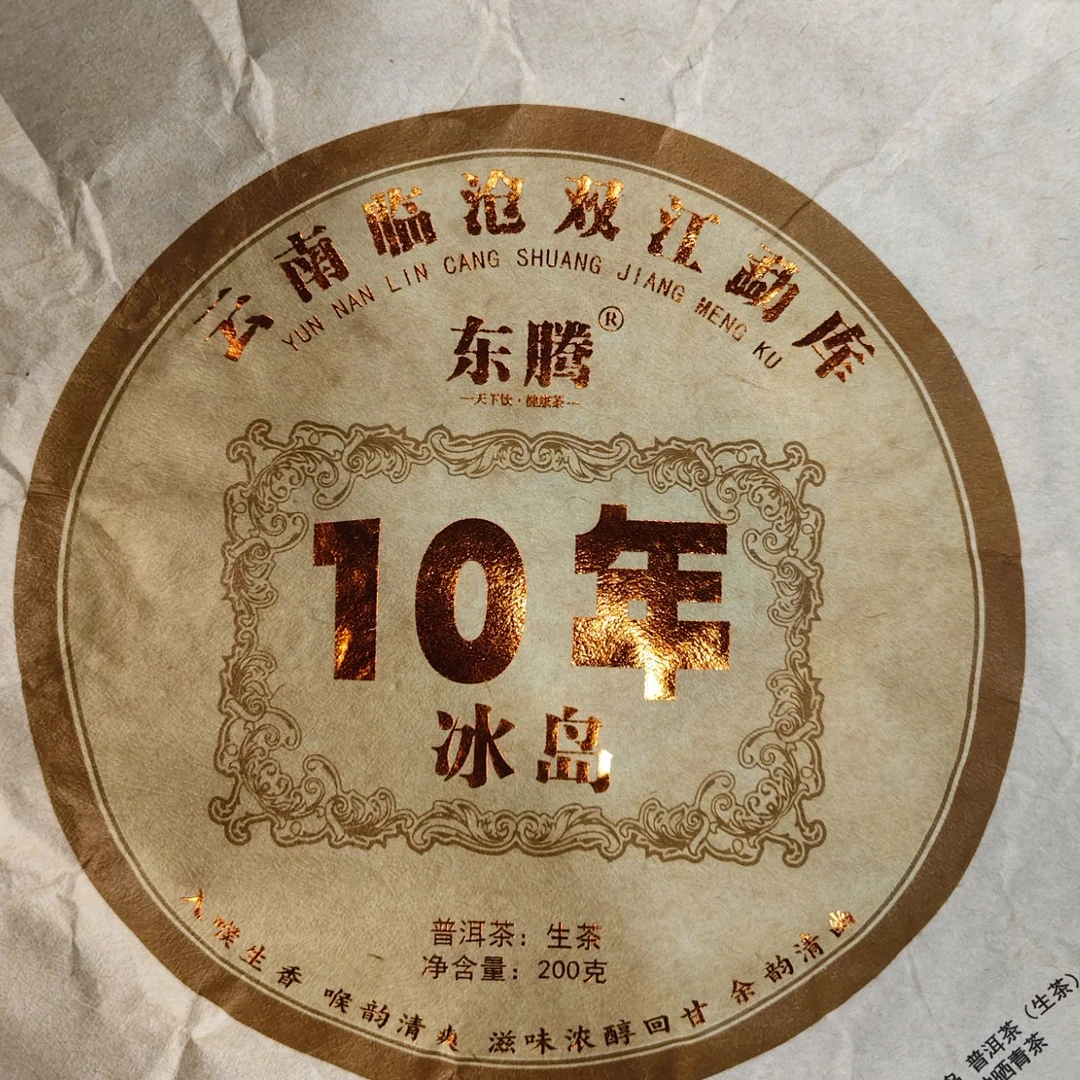 云南临沧双江勐库
YUN NAN LIN CANG SHUANG JIANG MENG KU
东腾®
—天下饮·健康茶—
10年
冰岛
普洱茶：生茶
净含量：200克
入喉生香 喉韵清爽 滋味浓醇回甘 余韵清幽
普洱茶（生茶）
晒青茶